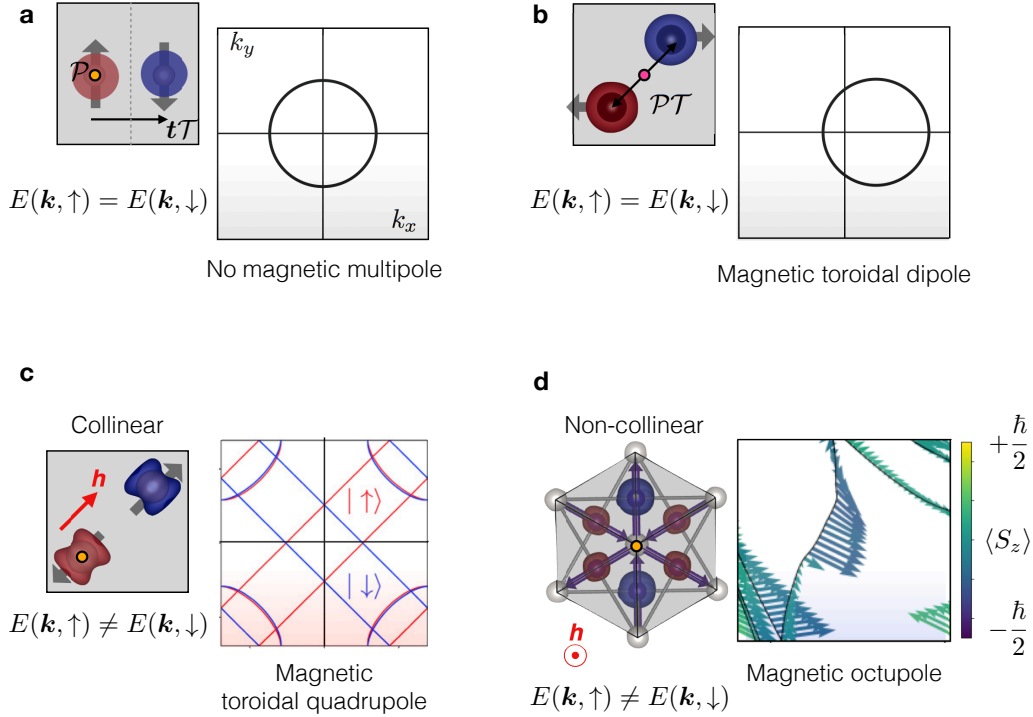 a
𝒫
t𝒯
k_y
k_x
E(k, ↑) = E(k, ↓)
No magnetic multipole
b
𝒫𝒯
E(k, ↑) = E(k, ↓)
Magnetic toroidal dipole
c
Collinear
h
|↑⟩
|↓⟩
E(k, ↑) ≠ E(k, ↓)
Magnetic
toroidal quadrupole
d
Non-collinear
h
E(k, ↑) ≠ E(k, ↓)
Magnetic octupole
+ħ/2
⟨S_z⟩
−ħ/2